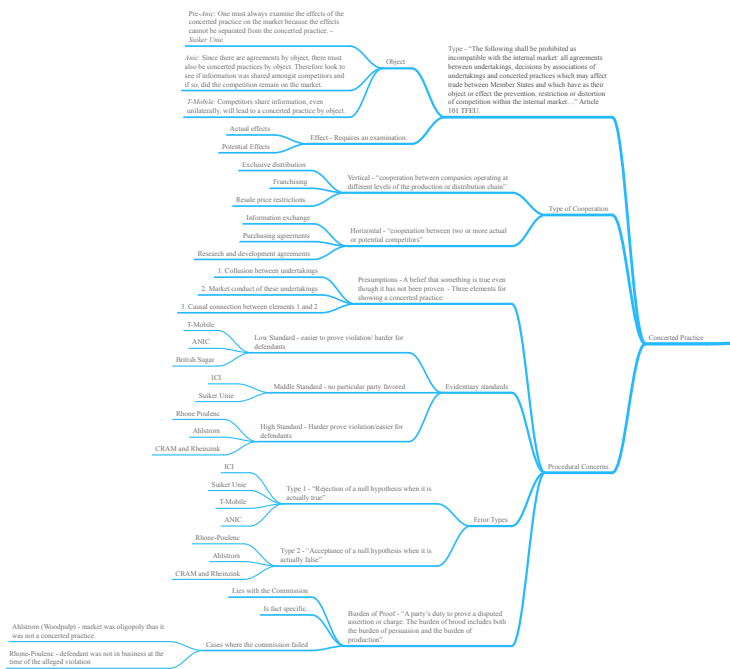 Pre-Anic: One must always examine the effects of the
concerted practice on the market because the effects
cannot be separated from the concerted practice. -
Suiker Unie
Anic: Since there are agreements by object, there must
also be concerted practices by object. Therefore look to
see if information was shared amongst competitors and
if so, did the competition remain on the market.
T-Mobile: Competitors share information, even
unilaterally, will lead to a concerted practice by object.
Object
Type - “The following shall be prohibited as
incompatible with the internal market: all agreements
between undertakings, decisions by associations of
undertakings and concerted practices which may affect
trade between Member States and which have as their
object or effect the prevention, restriction or distortion
of competition within the internal market…” Article
101 TFEU.
Actual effects
Potential Effects
Effect - Requires an examination:
Exclusive distribution
Franchising
Resale price restrictions
Vertical - “cooperation between companies operating at
different levels of the production or distribution chain”
Type of Cooperation
Information exchange
Purchasing agreements
Research and development agreements
Horizontal - “cooperation between two or more actual
or potential competitors”
1. Collusion between undertakings
2. Market conduct of these undertakings
3. Causal connection between elements 1 and 2
Presumptions - A belief that something is true even
though it has not been proven. - Three elements for
showing a concerted practice:
Concerted Practice
T-Mobile
ANIC
British Sugar
Low Standard - easier to prove violation/ harder for
defendants
ICI
Suiker Unie
Middle Standard - no particular party favored
Evidentiary standards
Rhone Poulenc
Ahlstrom
CRAM and Rheinzink
High Standard - Harder prove violation/easier for
defendants
Procedural Concerns
ICI
Suiker Unie
T-Mobile
ANIC
Type 1 - “Rejection of a null hypothesis when it is
actually true”
Error Types
Rhone-Poulenc
Ahlstrom
CRAM and Rheinzink
Type 2 - “Acceptance of a null hypothesis when it is
actually false”
Lies with the Commission
Is fact specific
Burden of Proof - “A party’s duty to prove a disputed
assertion or charge. The burden of brood includes both
the burden of persuasion and the burden of
production”.
Ahlstrom (Woodpulp) - market was oligopoly thus it
was not a concerted practice.
Rhone-Poulenc - defendant was not in business at the
time of the alleged violation
Cases where the commission failed